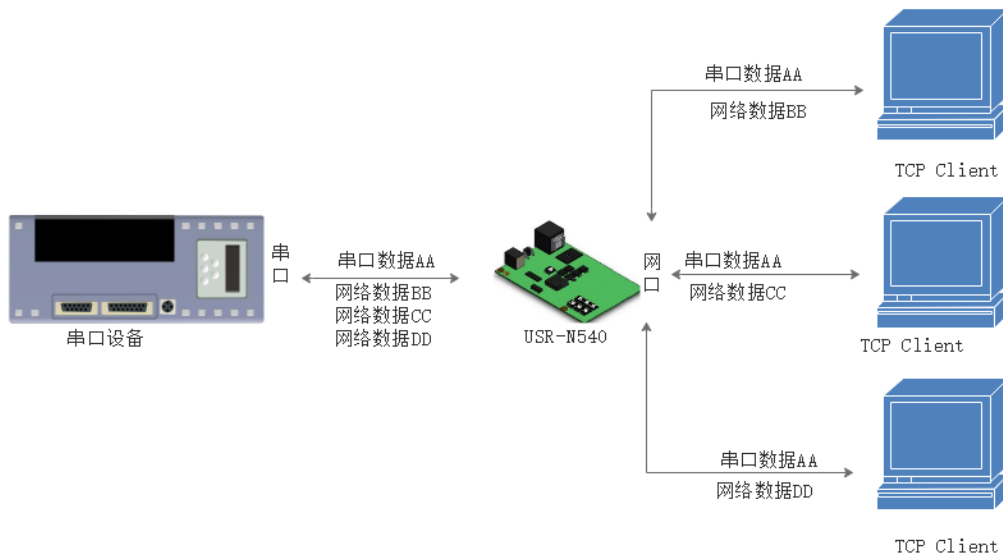 串口数据AA
网络数据BB
TCP Client
串口
串口数据AA
网络数据BB
网络数据CC
网络数据DD
串口设备
USR-N540
网口
串口数据AA
网络数据CC
TCP Client
串口数据AA
网络数据DD
TCP Client